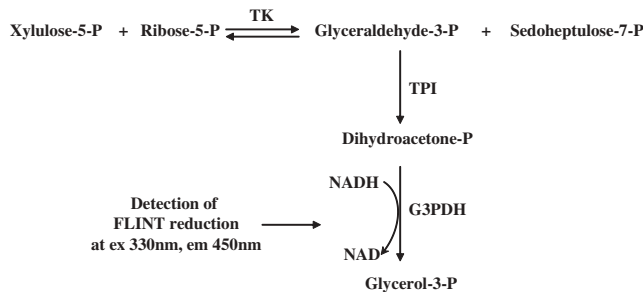 TK
Xylulose-5-P + Ribose-5-P Glyceraldehyde-3-P + Sedoheptulose-7-P
TPI
Dihydroacetone-P
NADH
G3PDH
Detection of
FLINT reduction
at ex 330nm, em 450nm
NAD
Glycerol-3-P